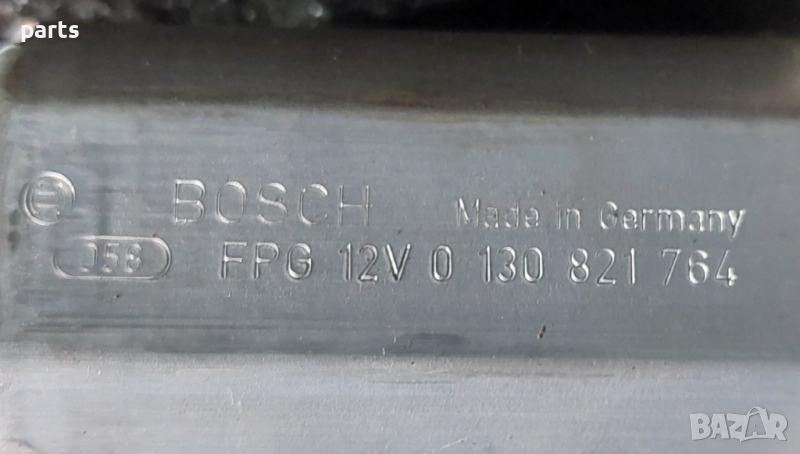 parts
BOSCH Made in Germany
058 FPG 12V 0 130 821 764
BAZAR